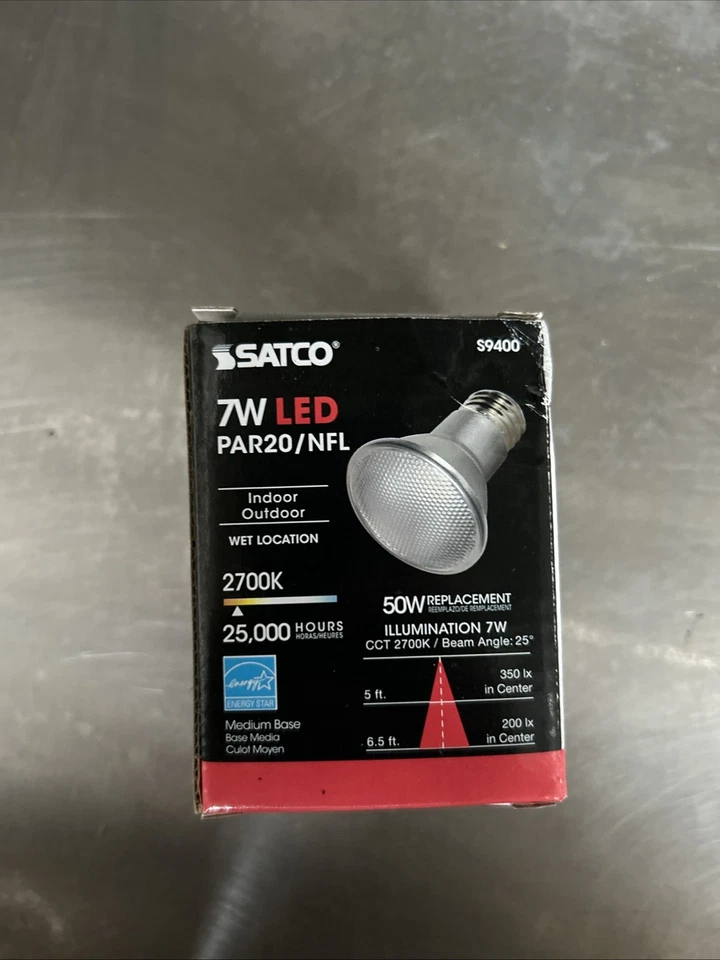 SATCO®
S9400
7W LED
PAR20/NFL
Indoor
Outdoor
WET LOCATION
2700K
25,000 HOURS
HORAS/HEURES
energy
ENERGY STAR
Medium Base
Base Media
Culot Moyen
50W REPLACEMENT
REEMPLAZO/DE REMPLACEMENT
ILLUMINATION 7W
CCT 2700K / Beam Angle: 25°
350 lx
5 ft. in Center
200 lx
6.5 ft. in Center